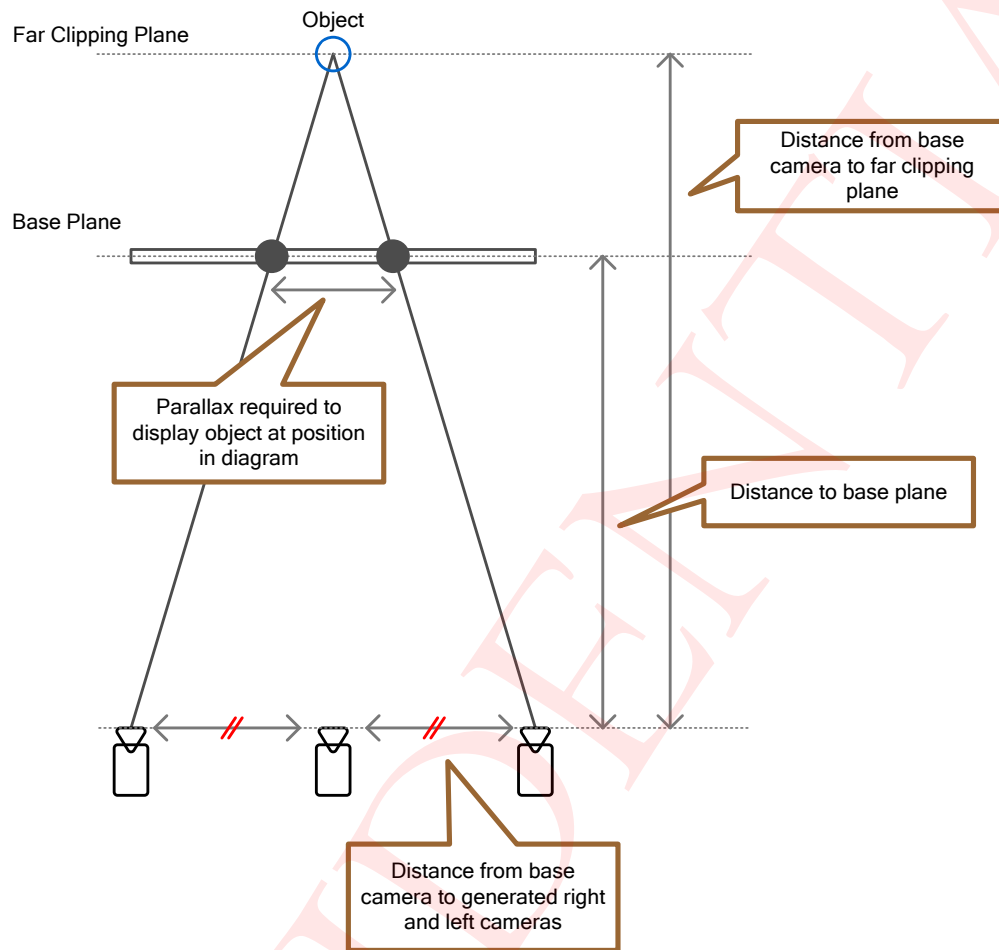 Object
Far Clipping Plane
Distance from base
camera to far clipping
plane
Base Plane
Parallax required to
display object at position
in diagram
Distance to base plane
Distance from base
camera to generated right
and left cameras